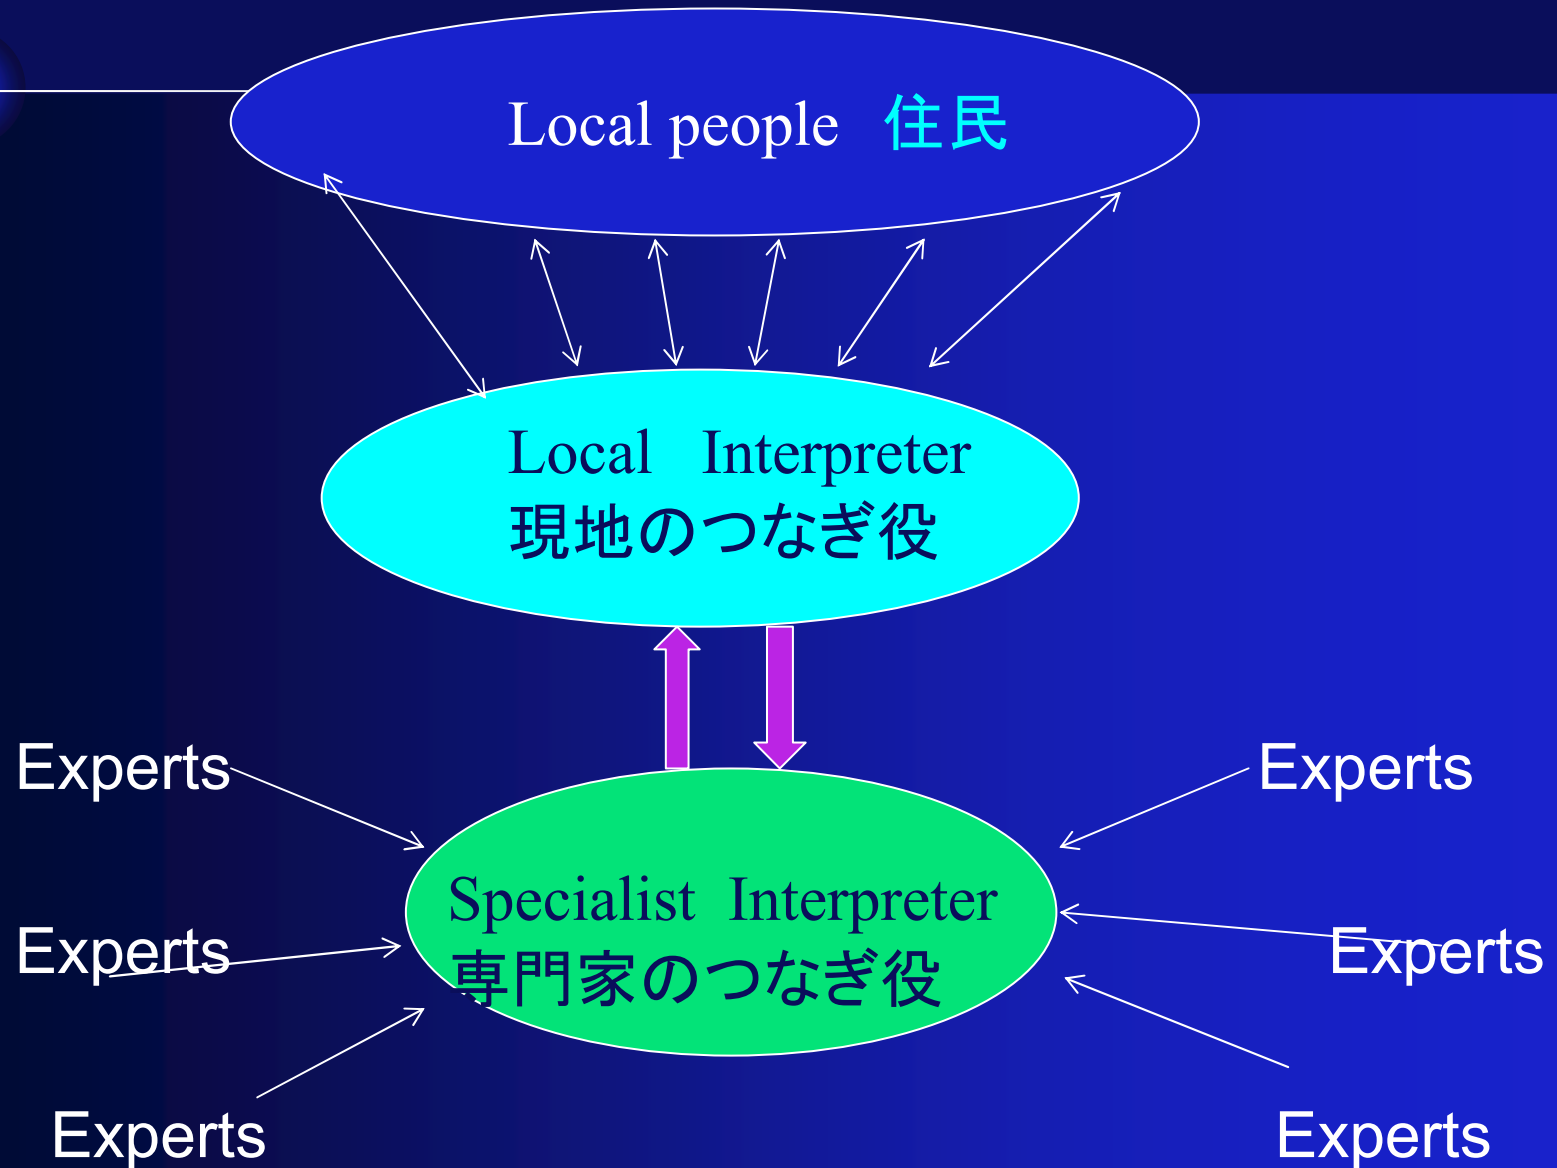 Local people 住民
Local Interpreter
現地のつなぎ役
Experts
Experts
Specialist Interpreter
Experts
Experts
専門家のつなぎ役
Experts
Experts